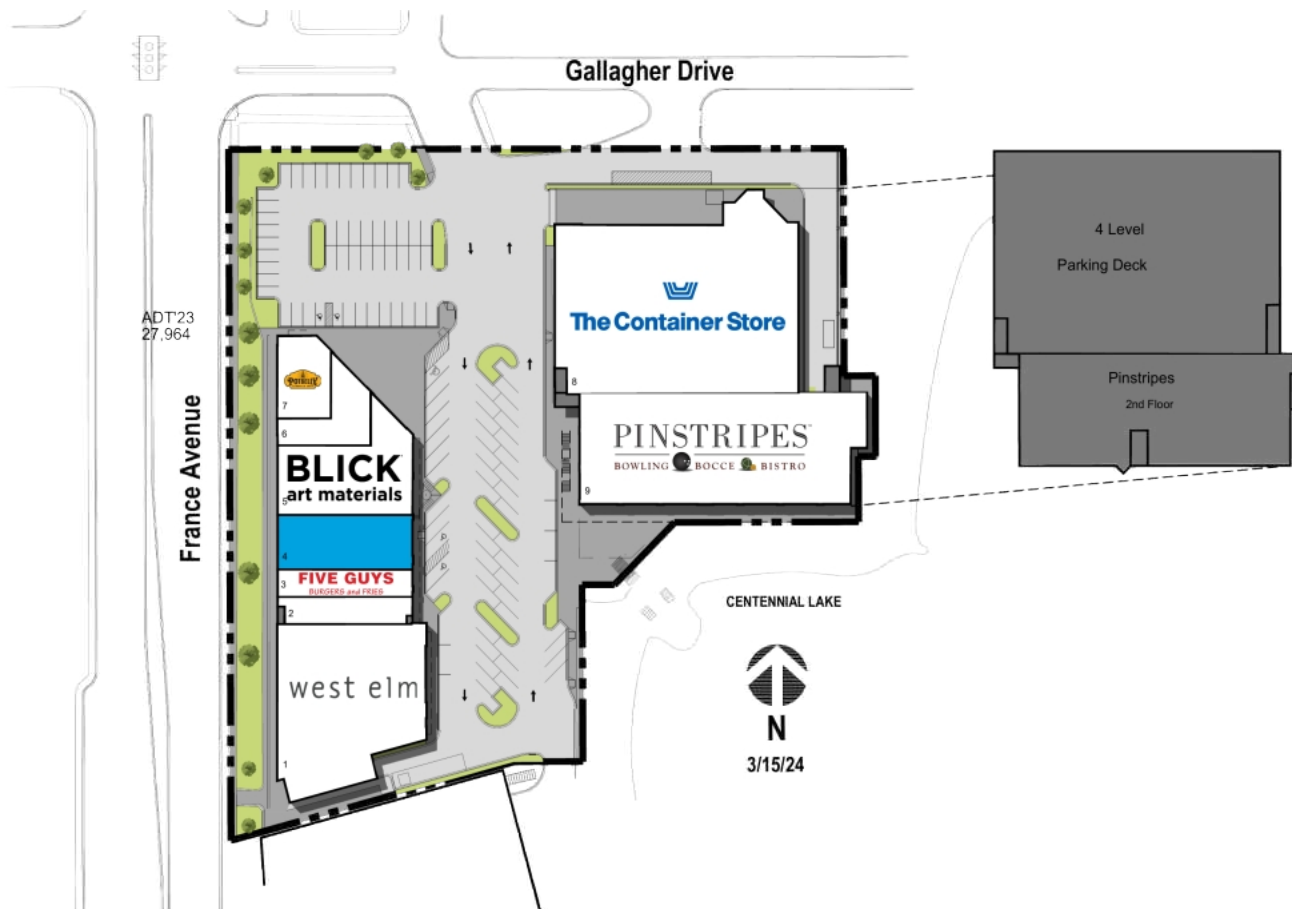 Gallagher Drive
4 Level
Parking Deck
ADT'23
27,964
The Container Store
8
Pinstripes
2nd Floor
POTBELLY
7
6
France Avenue
PINSTRIPES
BOWLING BOCCE BISTRO
9
BLICK
art materials
5
4
3
FIVE GUYS
BURGERS and FRIES
2
CENTENNIAL LAKE
west elm
1
N
3/15/24